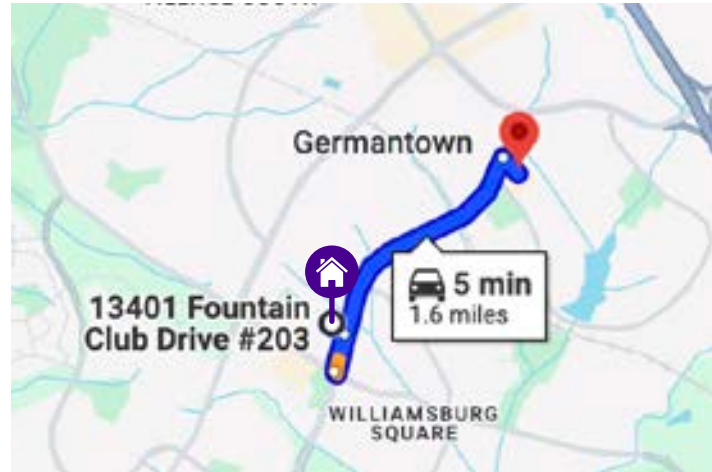 Germantown
5 min
1.6 miles
13401 Fountain
Club Drive #203
WILLIAMSBURG
SQUARE